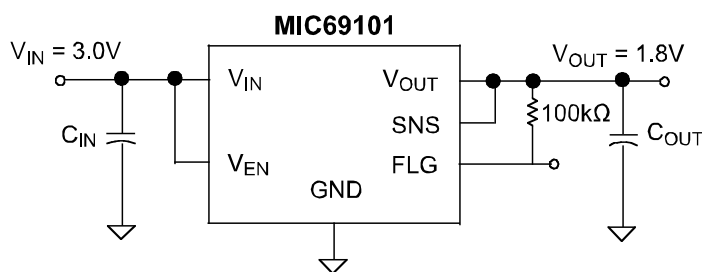 MIC69101
V_IN = 3.0V
V_OUT = 1.8V
V_IN
V_OUT
SNS
100kΩ
C_IN
C_OUT
V_EN
FLG
GND